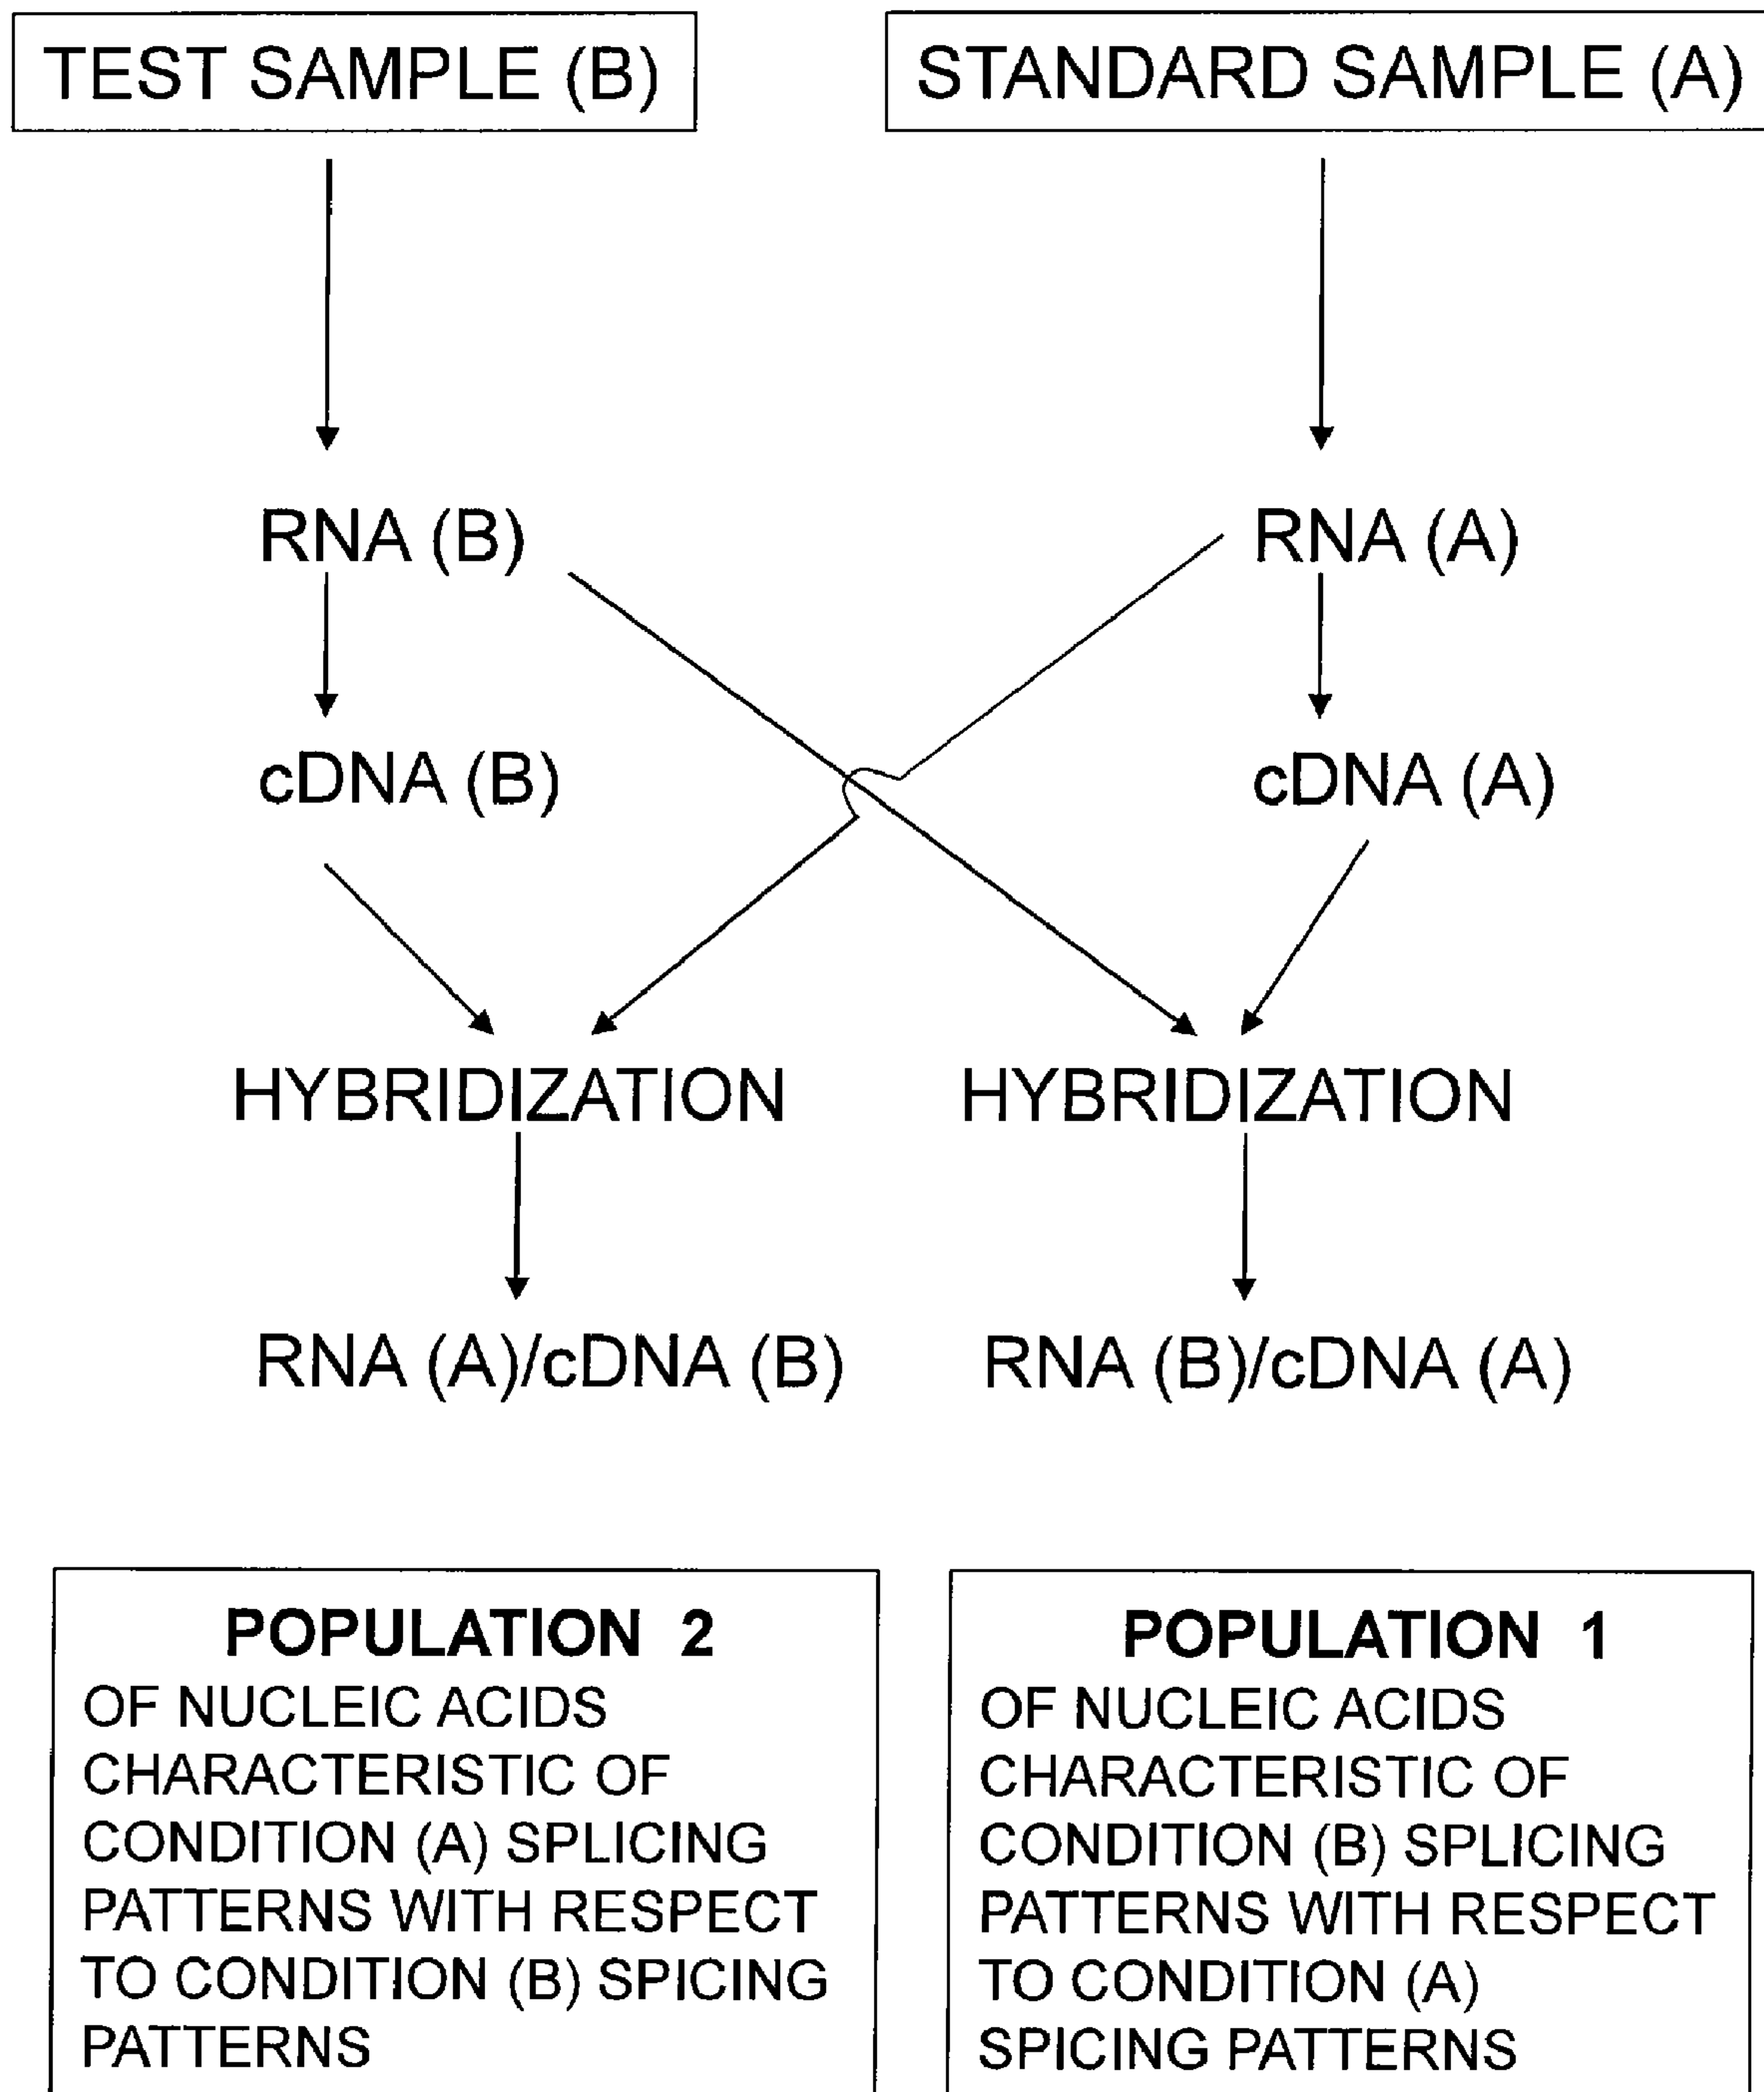 TEST SAMPLE (B)
STANDARD SAMPLE (A)
RNA (B)
RNA (A)
cDNA (B)
cDNA (A)
HYBRIDIZATION
HYBRIDIZATION
RNA (A)/cDNA (B)
RNA (B)/cDNA (A)
POPULATION 2
OF NUCLEIC ACIDS
CHARACTERISTIC OF
CONDITION (A) SPLICING
PATTERNS WITH RESPECT
TO CONDITION (B) SPICING
PATTERNS
POPULATION 1
OF NUCLEIC ACIDS
CHARACTERISTIC OF
CONDITION (B) SPLICING
PATTERNS WITH RESPECT
TO CONDITION (A)
SPICING PATTERNS